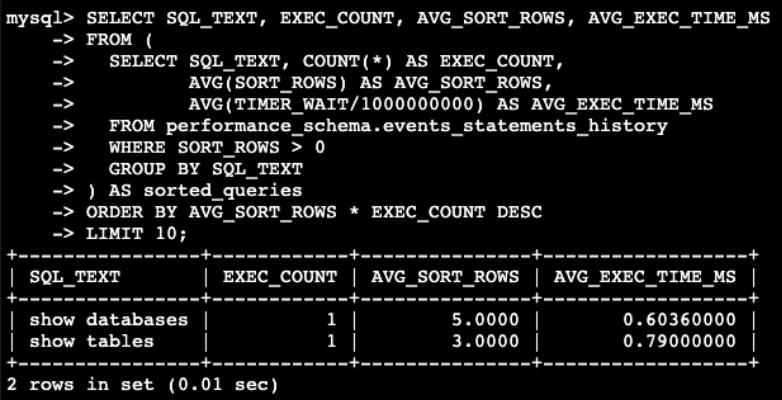 mysql> SELECT SQL_TEXT, EXEC_COUNT, AVG_SORT_ROWS, AVG_EXEC_TIME_MS
    -> FROM (
    ->   SELECT SQL_TEXT, COUNT(*) AS EXEC_COUNT,
    ->          AVG(SORT_ROWS) AS AVG_SORT_ROWS,
    ->          AVG(TIMER_WAIT/1000000000) AS AVG_EXEC_TIME_MS
    ->   FROM performance_schema.events_statements_history
    ->   WHERE SORT_ROWS > 0
    ->   GROUP BY SQL_TEXT
    -> ) AS sorted_queries
    -> ORDER BY AVG_SORT_ROWS * EXEC_COUNT DESC
    -> LIMIT 10;
+----------------+------------+---------------+------------------+
| SQL_TEXT       | EXEC_COUNT | AVG_SORT_ROWS | AVG_EXEC_TIME_MS |
+----------------+------------+---------------+------------------+
| show databases |          1 |        5.0000 |       0.60360000 |
| show tables    |          1 |        3.0000 |       0.79000000 |
+----------------+------------+---------------+------------------+
2 rows in set (0.01 sec)